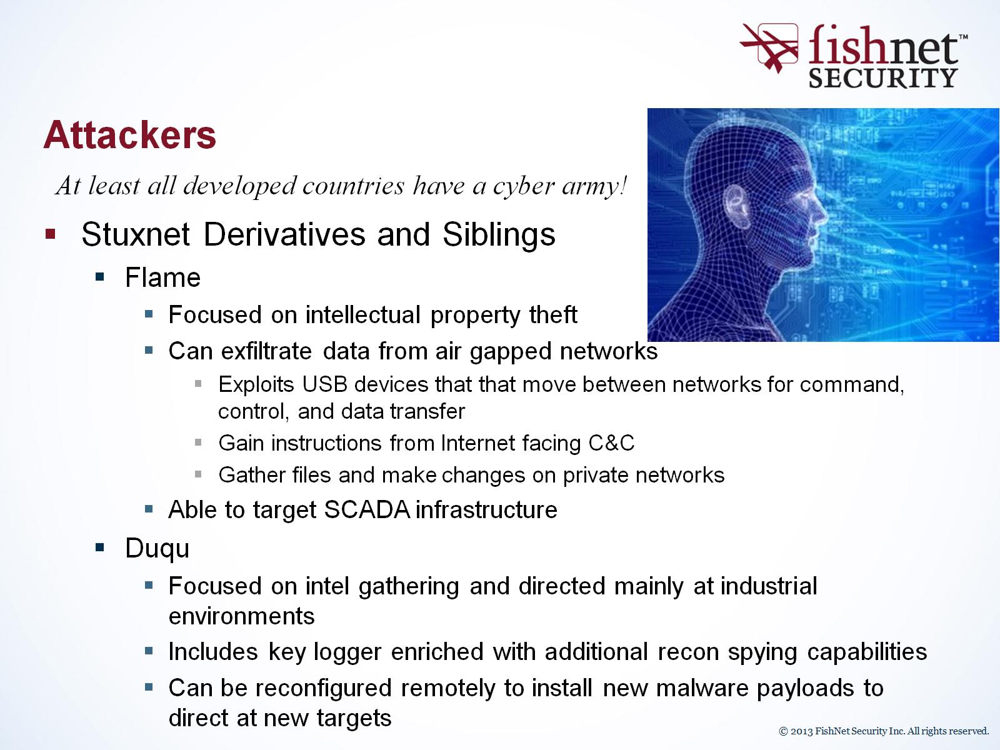 fishnet™
SECURITY
Attackers
At least all developed countries have a cyber army!
Stuxnet Derivatives and Siblings
Flame
Focused on intellectual property theft
Can exfiltrate data from air gapped networks
Exploits USB devices that that move between networks for command,
control, and data transfer
Gain instructions from Internet facing C&C
Gather files and make changes on private networks
Able to target SCADA infrastructure
Duqu
Focused on intel gathering and directed mainly at industrial
environments
Includes key logger enriched with additional recon spying capabilities
Can be reconfigured remotely to install new malware payloads to
direct at new targets
© 2013 FishNet Security Inc. All rights reserved.